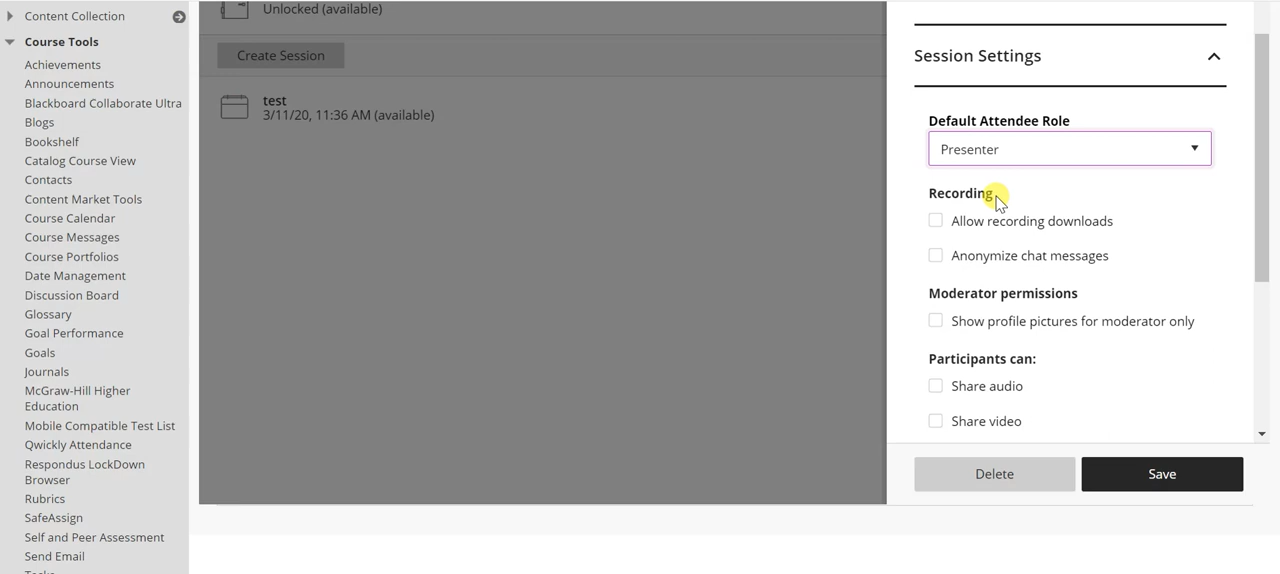 Content Collection
Course Tools
Achievements
Announcements
Blackboard Collaborate Ultra
Blogs
Bookshelf
Catalog Course View
Contacts
Content Market Tools
Course Calendar
Course Messages
Course Portfolios
Date Management
Discussion Board
Glossary
Goal Performance
Goals
Journals
McGraw-Hill Higher
Education
Mobile Compatible Test List
Qwickly Attendance
Respondus LockDown
Browser
Rubrics
SafeAssign
Self and Peer Assessment
Send Email
Unlocked (available)
Create Session
test
3/11/20, 11:36 AM (available)
Session Settings
Default Attendee Role
Presenter
Recording
Allow recording downloads
Anonymize chat messages
Moderator permissions
Show profile pictures for moderator only
Participants can:
Share audio
Share video
Delete
Save